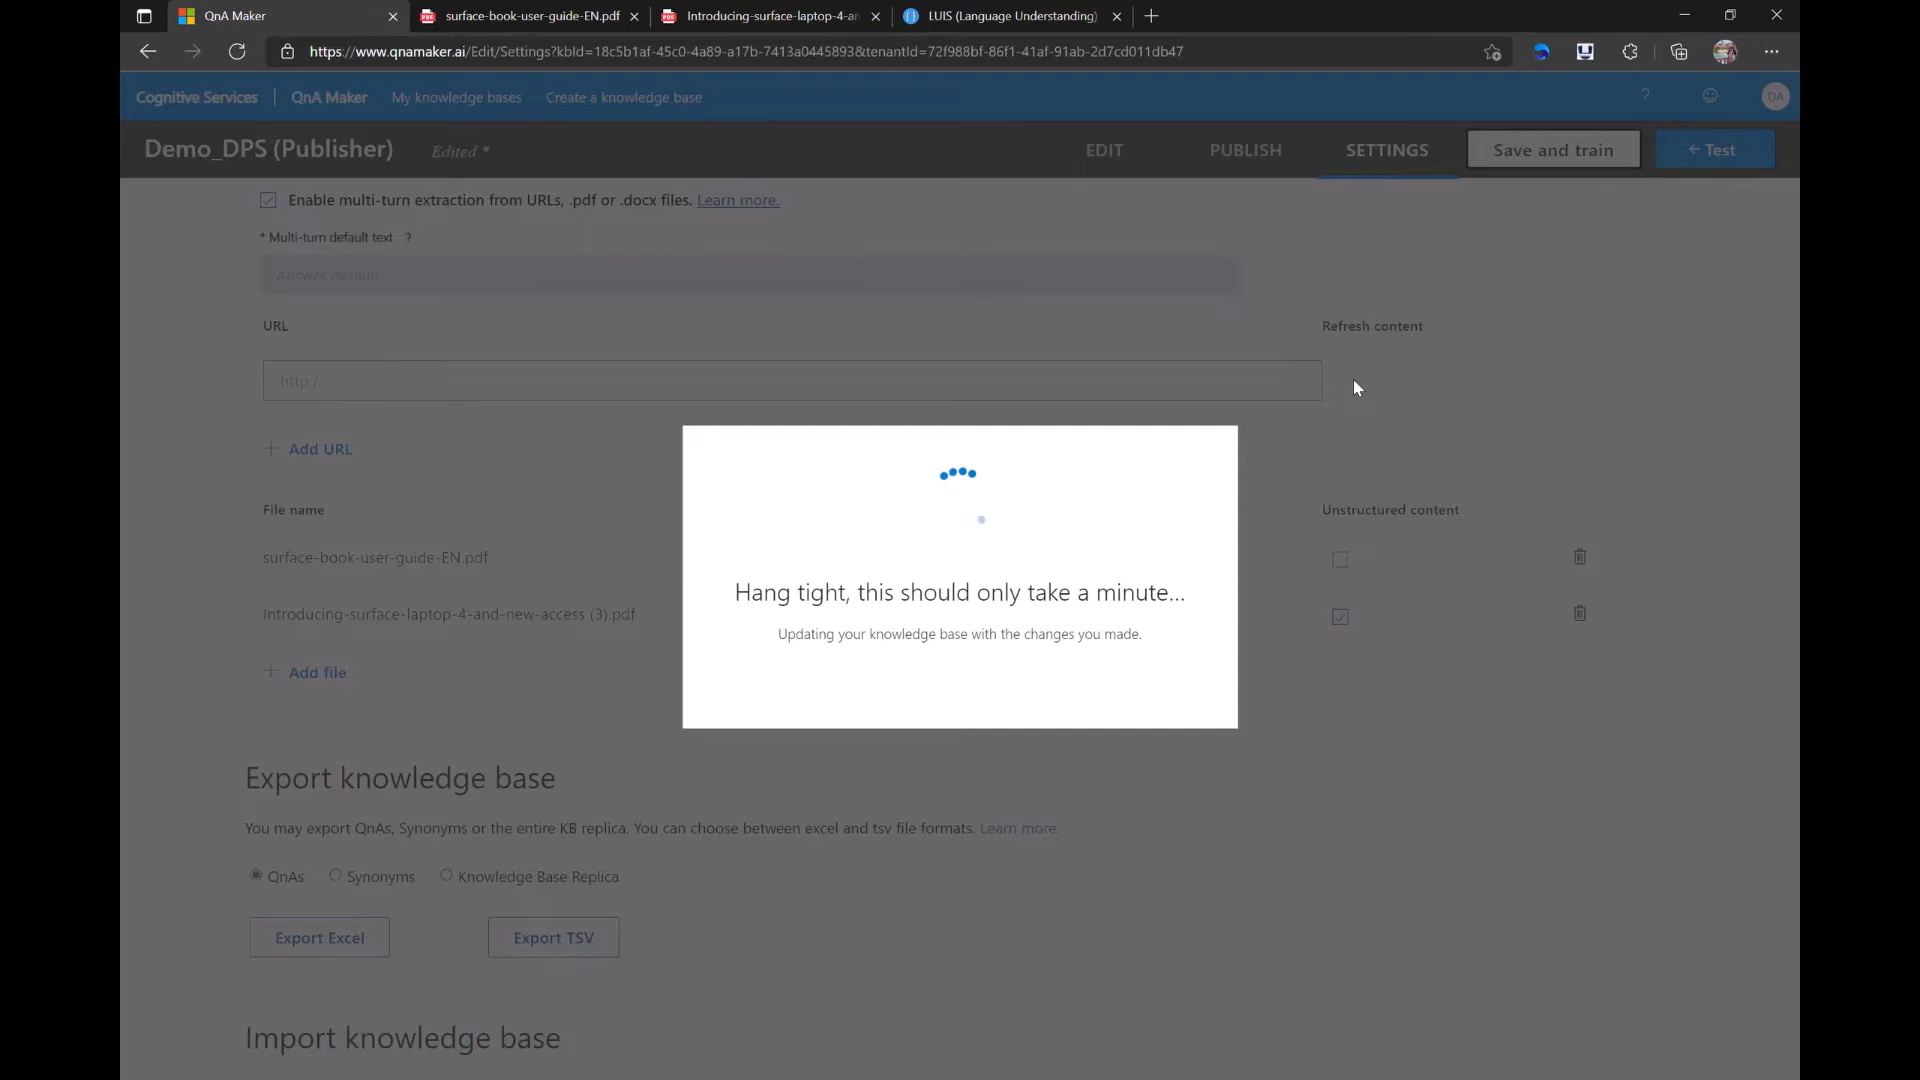 QnA Maker
surface-book-user-guide-EN.pdf
Introducing-surface-laptop-4-an
LUIS (Language Understanding)
https://www.qnamaker.ai/Edit/Settings?kbId=18c5b1af-45c0-4a89-a17b-7413a0445893&tenantId=72f988bf-86f1-41af-91ab-2d7cd011db47
Cognitive Services | QnA Maker My knowledge bases Create a knowledge base ? DA
Demo_DPS (Publisher) Edited * EDIT PUBLISH SETTINGS Save and train ← Test
Enable multi-turn extraction from URLs, .pdf or .docx files. Learn more.
* Multi-turn default text ?
Answer default
URL Refresh content
http://
+ Add URL
File name Unstructured content
surface-book-user-guide-EN.pdf
Introducing-surface-laptop-4-and-new-access (3).pdf
+ Add file
Hang tight, this should only take a minute...
Updating your knowledge base with the changes you made.
Export knowledge base
You may export QnAs, Synonyms or the entire KB replica. You can choose between excel and tsv file formats. Learn more.
QnAs Synonyms Knowledge Base Replica
Export Excel Export TSV
Import knowledge base